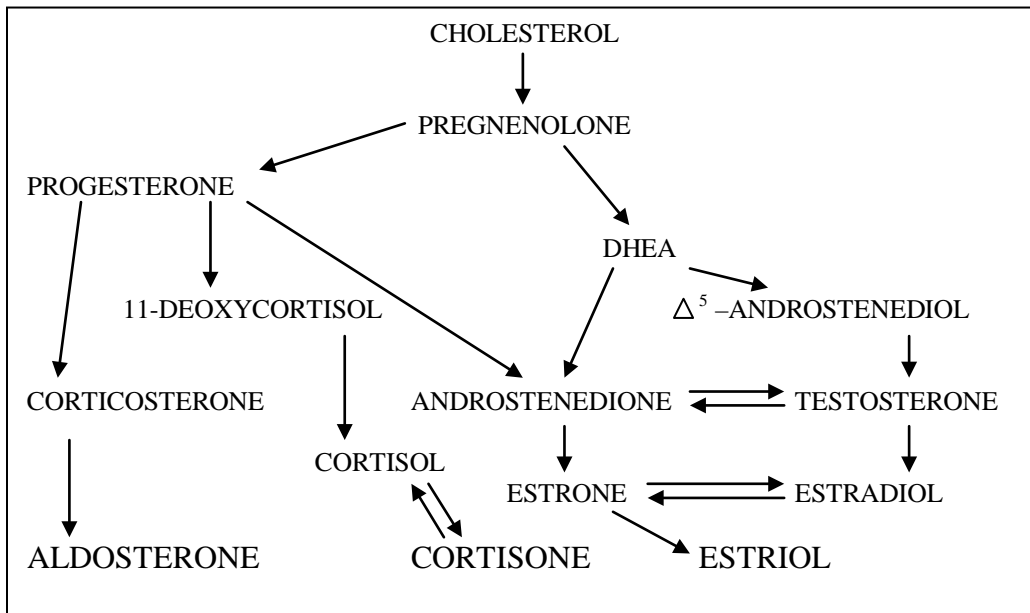 CHOLESTEROL
PREGNENOLONE
PROGESTERONE
DHEA
11-DEOXYCORTISOL
△⁵ –ANDROSTENEDIOL
CORTICOSTERONE
ANDROSTENEDIONE
TESTOSTERONE
CORTISOL
ESTRONE
ESTRADIOL
ALDOSTERONE
CORTISONE
ESTRIOL